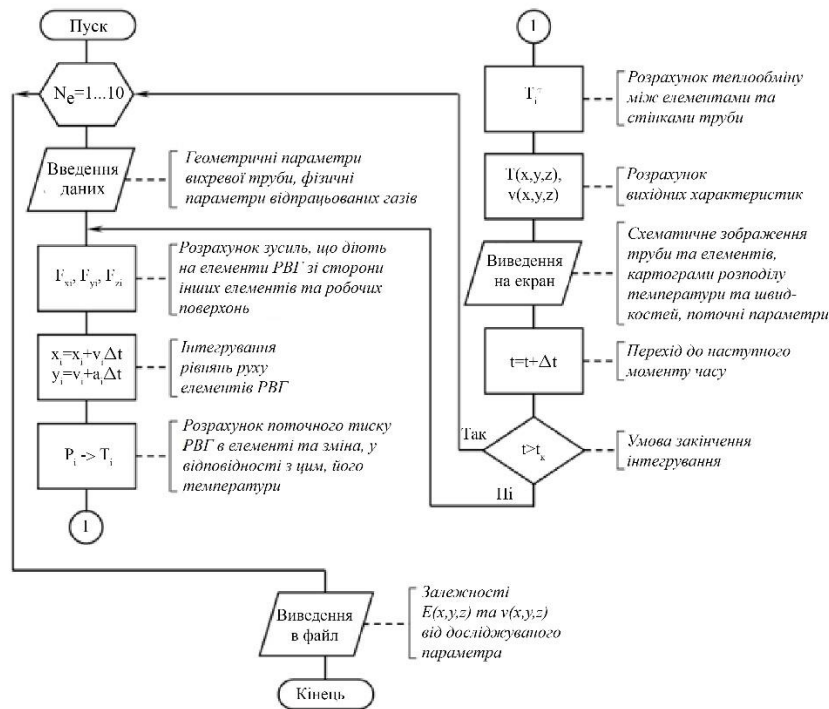 Пуск
Nе=1...10
Введення
даних
Геометричні параметри
вихревої труби, фізичні
параметри відпрацьованих газів
Fxi, Fyi, Fzi
Розрахунок зусиль, що діють
на елементи РВГ зі сторони
інших елементів та робочих
поверхонь
xi=xi+viΔt
yi=vi+aiΔt
Інтегрування
рівнянь руху
елементів РВГ
Pi -> Ti
Розрахунок поточного тиску
РВГ в елементі та зміна, у
відповідності з цим, його
температури
1
1
Ti
Розрахунок теплообміну
між елементами та
стінками труби
T(x,y,z),
v(x,y,z)
Розрахунок
вихідних характеристик
Виведення
на екран
Схематичне зображення
труби та елементів,
картограми розподілу
температури та швид-
костей, поточні параметри
t=t+Δt
Перехід до наступного
моменту часу
Так
t>tк
Ні
Умова закінчення
інтегрування
Виведення
в файл
Залежності
E(x,y,z) та v(x,y,z)
від досліджуваного
параметра
Кінець